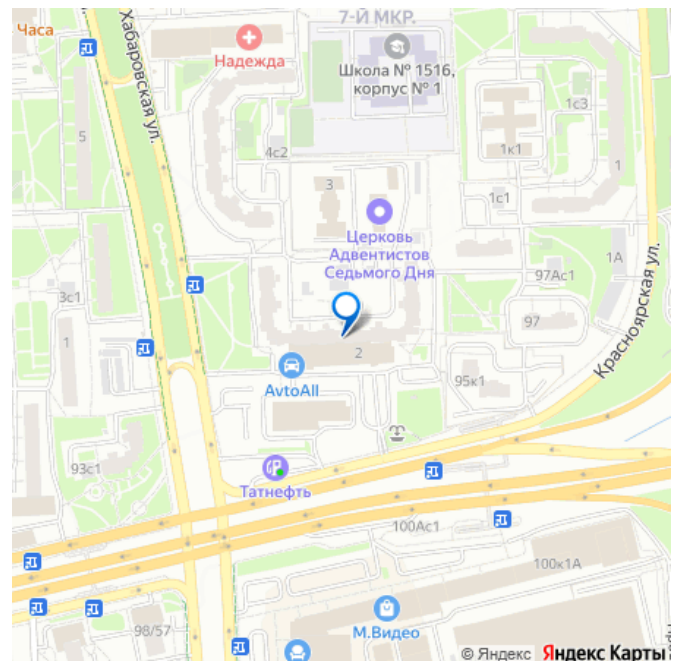 Часа
Хабаровская ул.
7-Й МКР.
Надежда
Школа № 1516,
корпус № 1
1с3
5
4с2
1к1
1
3
1с1
Церковь
Адвентистов
Седьмого Дня
1А
97Ас1
3с1
97
Красноярская ул.
1
2
AvtoAll
95к1
93с1
Татнефть
100Ас1
100к1А
98/57
М.Видео
© Яндекс Яндекс Карты